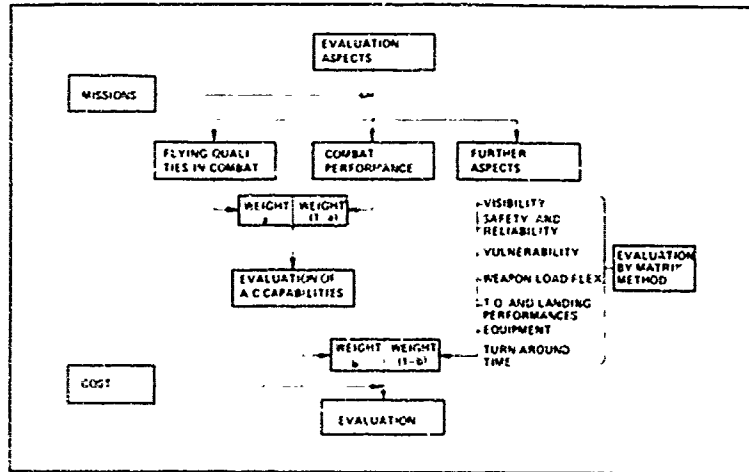 EVALUATION
ASPECTS
MISSIONS
FLYING QUALI
TIES IN COMBAT
COMBAT
PERFORMANCE
FURTHER
ASPECTS
WEIGHT
WEIGHT
(1-a)
VISIBILITY
SAFETY AND
RELIABILITY
VULNERABILITY
WEAPON LOAD FLEX
T.O AND LANDING
PERFORMANCES
EQUIPMENT
TURN AROUND
TIME
EVALUATION
BY MATRIX
METHOD
EVALUATION OF
A/C CAPABILITIES
WEIGHT
b
WEIGHT
(1-b)
COST
EVALUATION